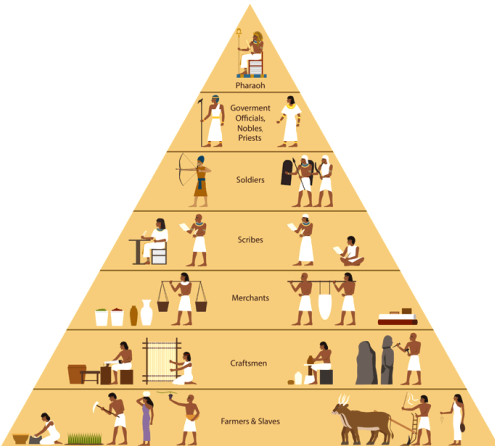 Pharaoh
Goverment
Officials,
Nobles,
Priests
Soldiers
Scribes
Merchants
Craftsmen
Farmers & Slaves